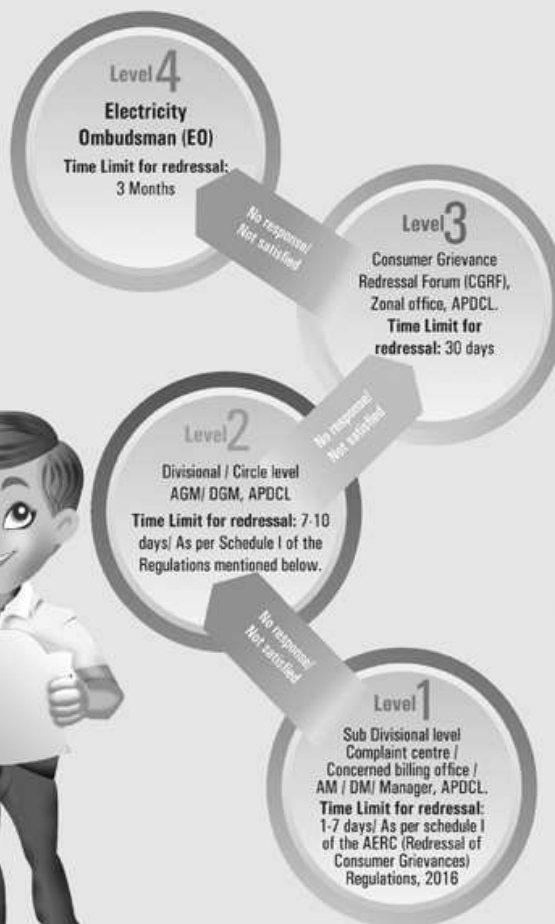 Level 4
Electricity
Ombudsman (EO)
Time Limit for redressal:
3 Months
No response/
Not satisfied
Level 3
Consumer Grievance
Redressal Forum (CGRF),
Zonal office, APDCL.
Time Limit for
redressal: 30 days
No response/
Not satisfied
Level 2
Divisional / Circle level
AGM/ DGM, APDCL
Time Limit for redressal: 7-10
days/ As per Schedule I of the
Regulations mentioned below.
No response/
Not satisfied
Level 1
Sub Divisional level
Complaint centre /
Concerned billing office /
AM / DM/ Manager, APDCL.
Time Limit for redressal:
1-7 days/ As per schedule I
of the AERC (Redressal of
Consumer Grievances)
Regulations, 2016